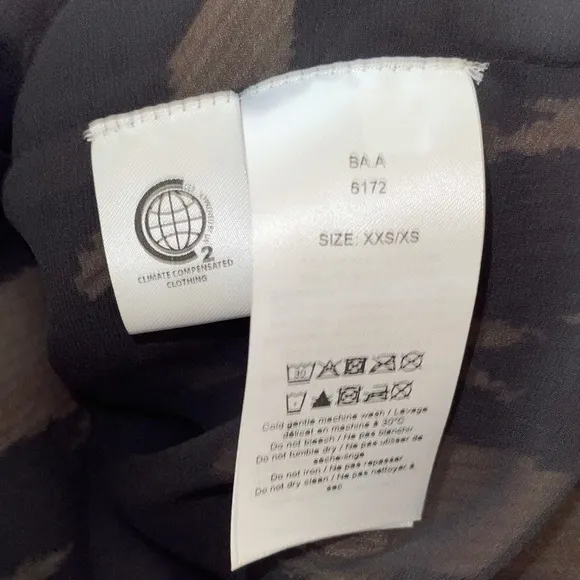 BA.A
6172
SIZE: XXS/XS
2
CLIMATE COMPENSATED
CLOTHING
30
Cold gentle machine wash / Lavage
délicat en machine à 30°C
Do not bleach / Ne pas blanchir
Do not tumble dry / Ne pas utiliser de
sèche-linge
Do not iron / Ne pas repasser
Do not dry clean / Ne pas nettoyer à
sec